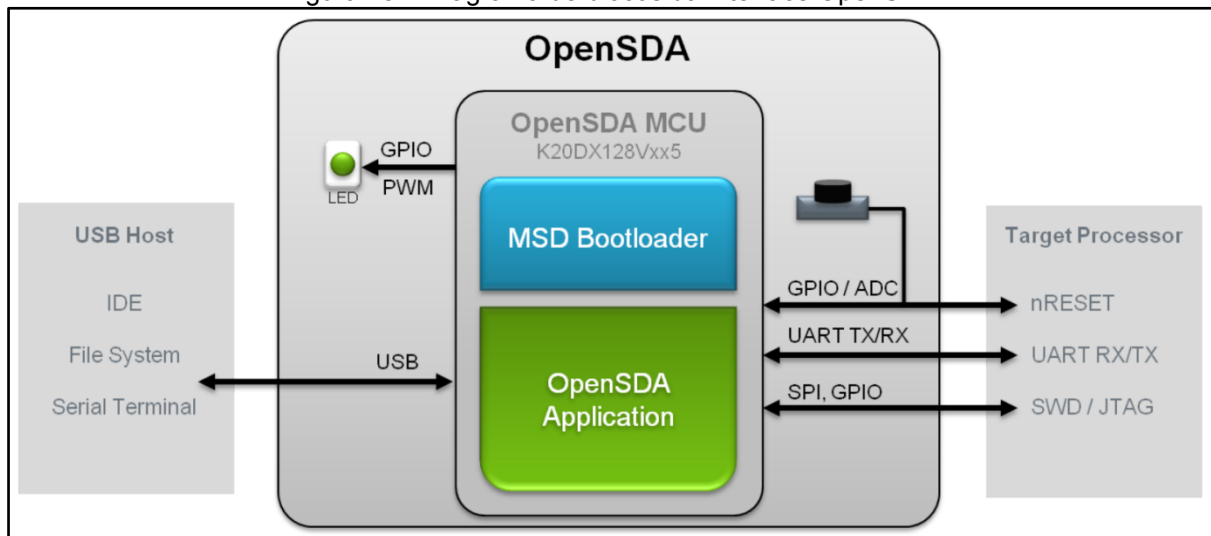 OpenSDA
OpenSDA MCU
K20DX128Vxx5
GPIO
PWM
LED
MSD Bootloader
USB Host
IDE
File System
Serial Terminal
USB
OpenSDA
Application
GPIO / ADC
UART TX/RX
SPI, GPIO
Target Processor
nRESET
UART RX/TX
SWD / JTAG